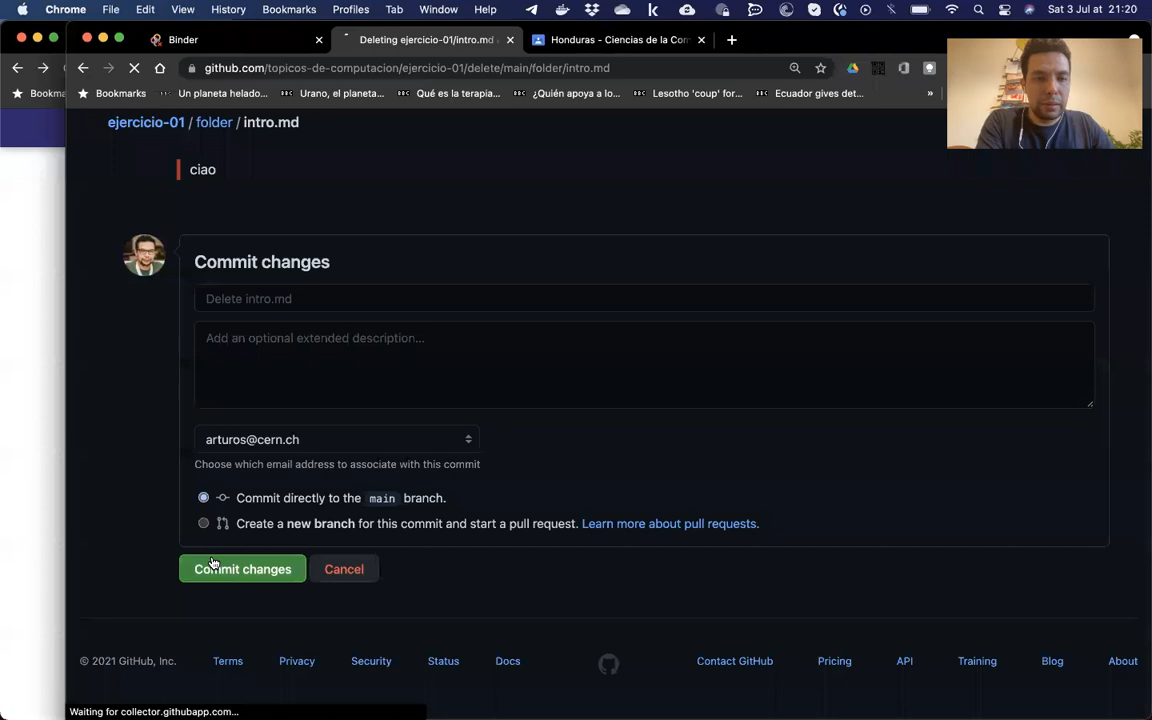 Chrome File Edit View History Bookmarks Profiles Tab Window Help Sat 3 Jul at 21:20
Binder Deleting ejercicio-01/intro.md Honduras - Ciencias de la Com
github.com/topicos-de-computacion/ejercicio-01/delete/main/folder/intro.md
Bookma Bookmarks Un planeta helado... Urano, el planeta... Qué es la terapia... ¿Quién apoya a lo... Lesotho 'coup' for... Ecuador gives det... »
ejercicio-01 / folder / intro.md
ciao
Commit changes
Delete intro.md
Add an optional extended description...
arturos@cern.ch
Choose which email address to associate with this commit
Commit directly to the main branch.
Create a new branch for this commit and start a pull request. Learn more about pull requests.
Commit changes Cancel
© 2021 GitHub, Inc. Terms Privacy Security Status Docs Contact GitHub Pricing API Training Blog About
Waiting for collector.githubapp.com...